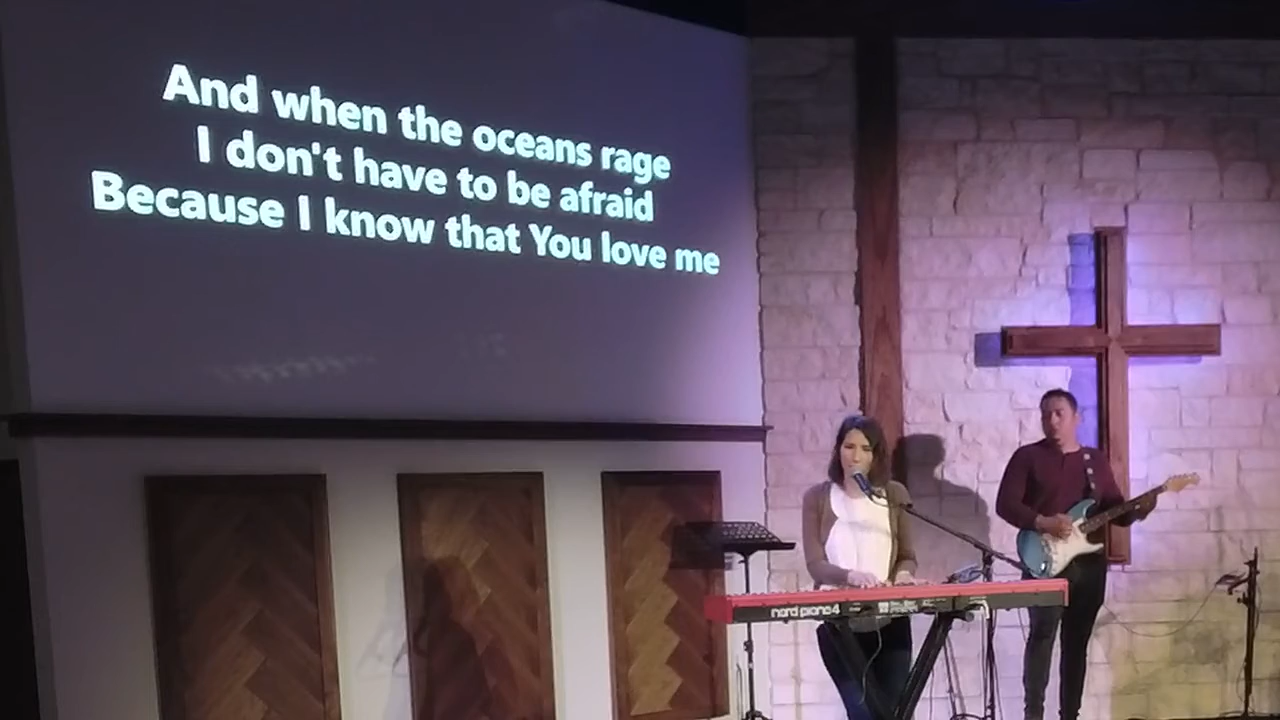 And when the oceans rage
I don't have to be afraid
Because I know that You love me
nord piano 4